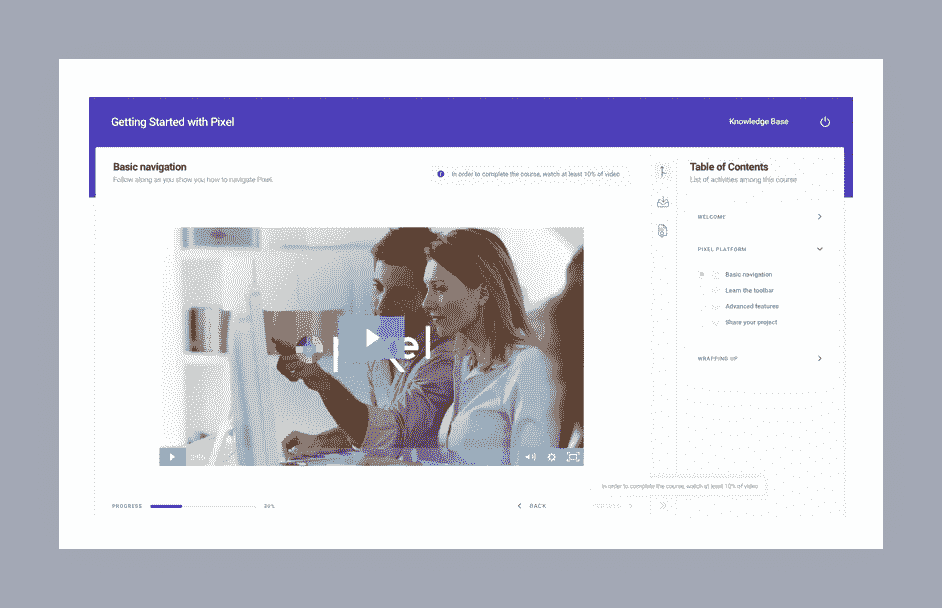 Getting Started with Pixel
Knowledge Base
Basic navigation
Follow along as you show you how to navigate Pixel.
In order to complete the course, watch at least 10% of video
Table of Contents
List of activities among this course
WELCOME
PIXEL PLATFORM
Basic navigation
Learn the toolbar
Advanced features
Share your project
WRAPPING UP
In order to complete the course, watch at least 10% of video
PROGRESS
30%
BACK